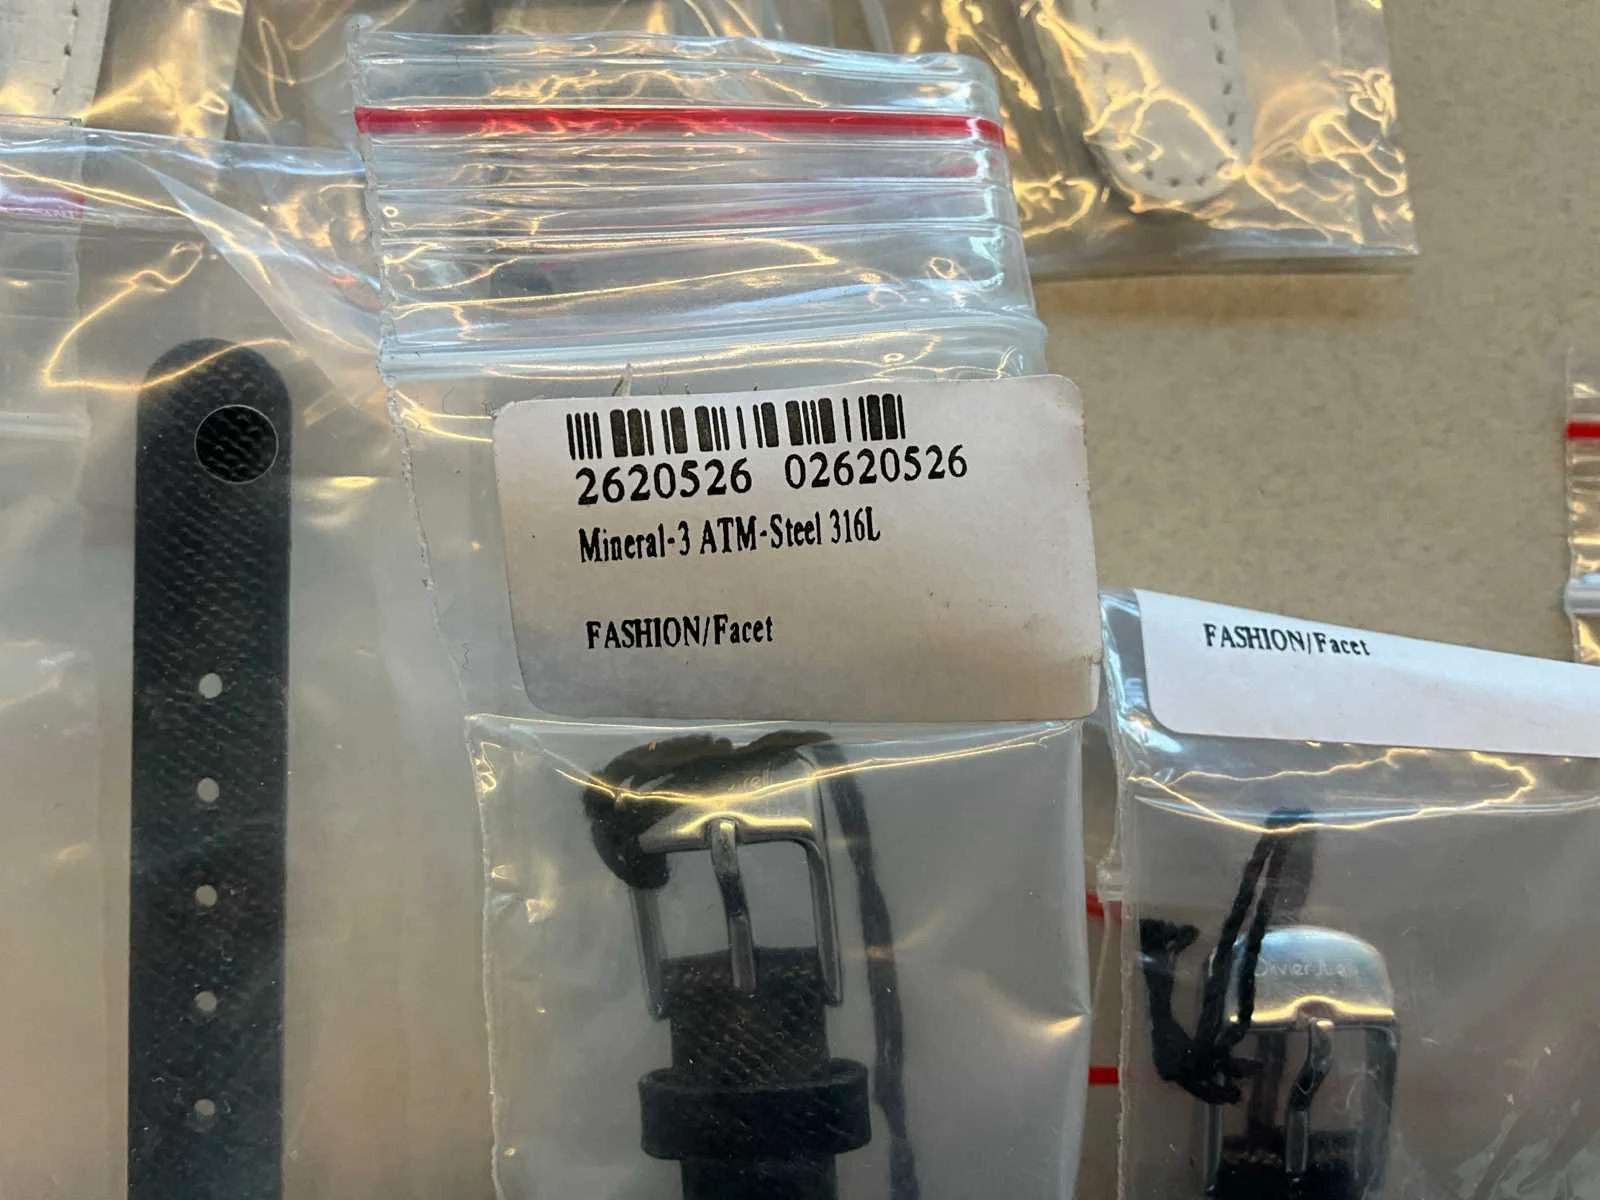 2620526 02620526
Mineral-3 ATM-Steel 316L
FASHION/Facet
FASHION/Facet